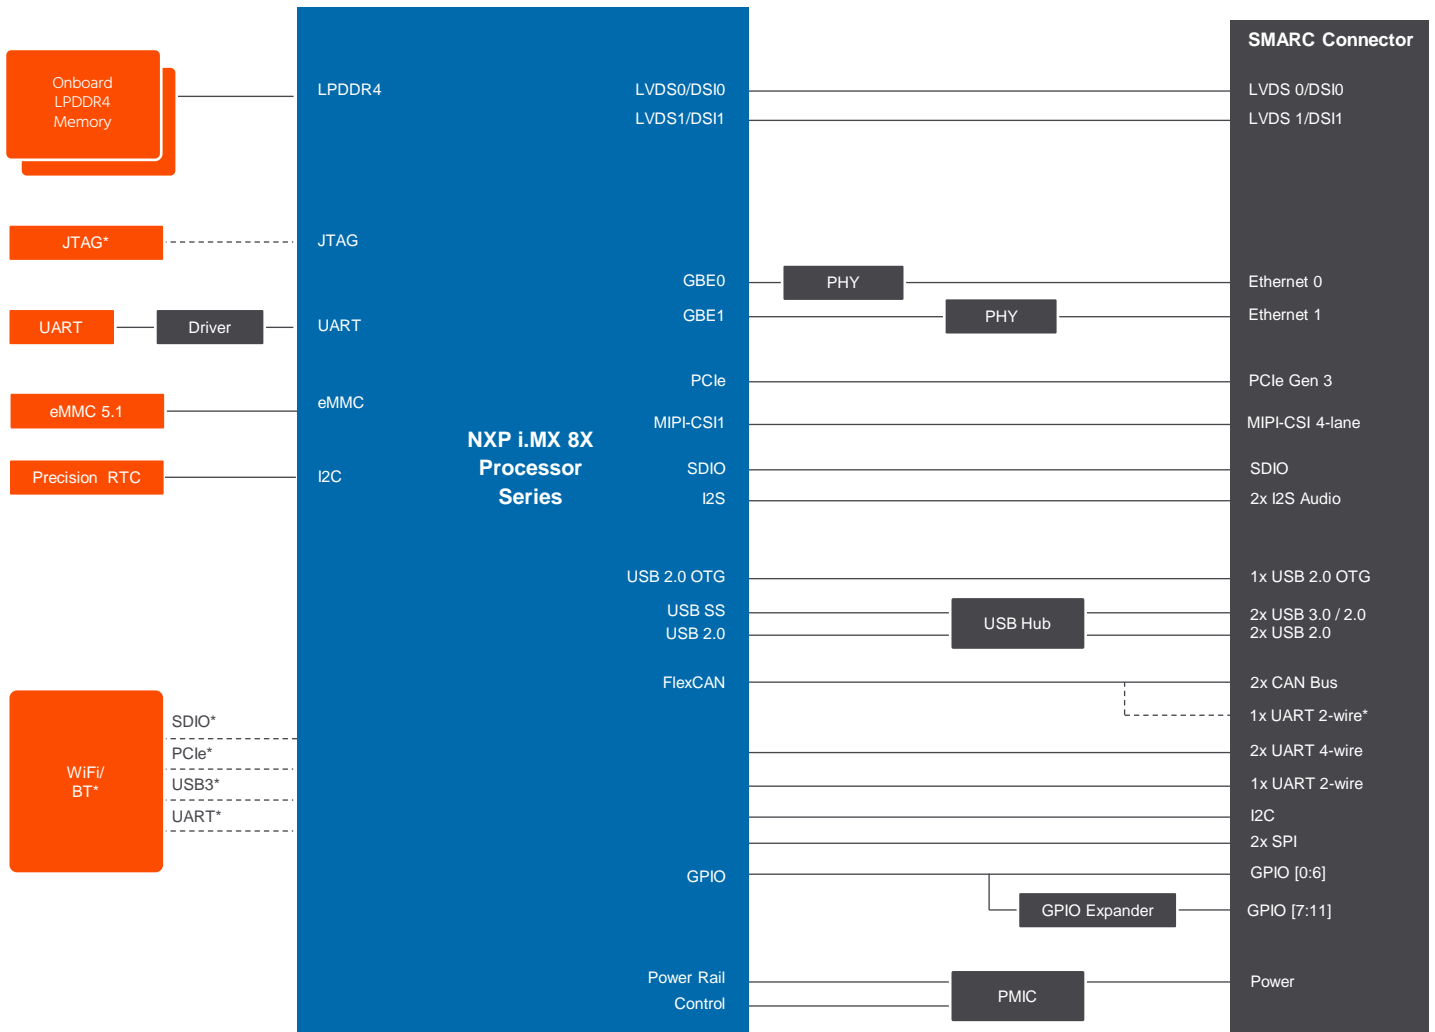 Onboard
LPDDR4
Memory
JTAG*
UART
Driver
eMMC 5.1
Precision RTC
WiFi/
BT*
SDIO*
PCIe*
USB3*
UART*
LPDDR4
JTAG
UART
eMMC
I2C
NXP i.MX 8X
Processor
Series
LVDS0/DSI0
LVDS1/DSI1
GBE0
GBE1
PCIe
MIPI-CSI1
SDIO
I2S
USB 2.0 OTG
USB SS
USB 2.0
FlexCAN
GPIO
Power Rail
Control
PHY
PHY
USB Hub
GPIO Expander
PMIC
SMARC Connector
LVDS 0/DSI0
LVDS 1/DSI1
Ethernet 0
Ethernet 1
PCIe Gen 3
MIPI-CSI 4-lane
SDIO
2x I2S Audio
1x USB 2.0 OTG
2x USB 3.0 / 2.0
2x USB 2.0
2x CAN Bus
1x UART 2-wire*
2x UART 4-wire
1x UART 2-wire
I2C
2x SPI
GPIO [0:6]
GPIO [7:11]
Power